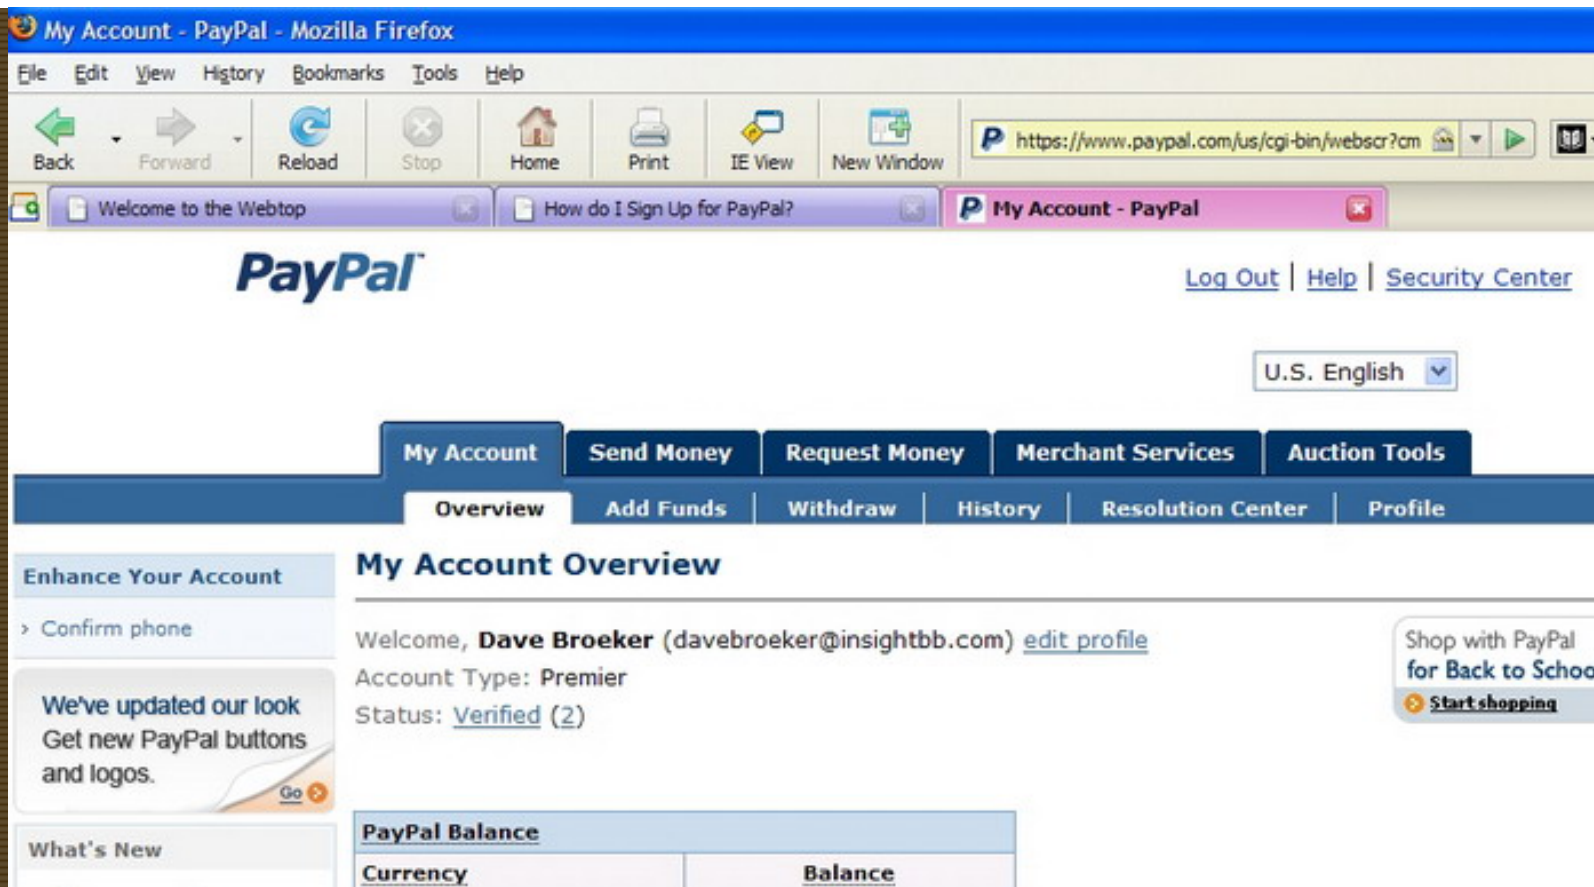 My Account - PayPal - Mozilla Firefox
File Edit View History Bookmarks Tools Help
Back Forward Reload Stop Home Print IE View New Window
P https://www.paypal.com/us/cgi-bin/webscr?cm
Welcome to the Webtop How do I Sign Up for PayPal? P My Account - PayPal
PayPal™
Log Out | Help | Security Center
U.S. English
My Account Send Money Request Money Merchant Services Auction Tools
Overview Add Funds Withdraw History Resolution Center Profile
Enhance Your Account
› Confirm phone
We've updated our look
Get new PayPal buttons
and logos.
Go
What's New
My Account Overview
Welcome, Dave Broeker (davebroeker@insightbb.com) edit profile
Account Type: Premier
Status: Verified (2)
Shop with PayPal
for Back to Schoo
Start shopping
PayPal Balance
Currency Balance